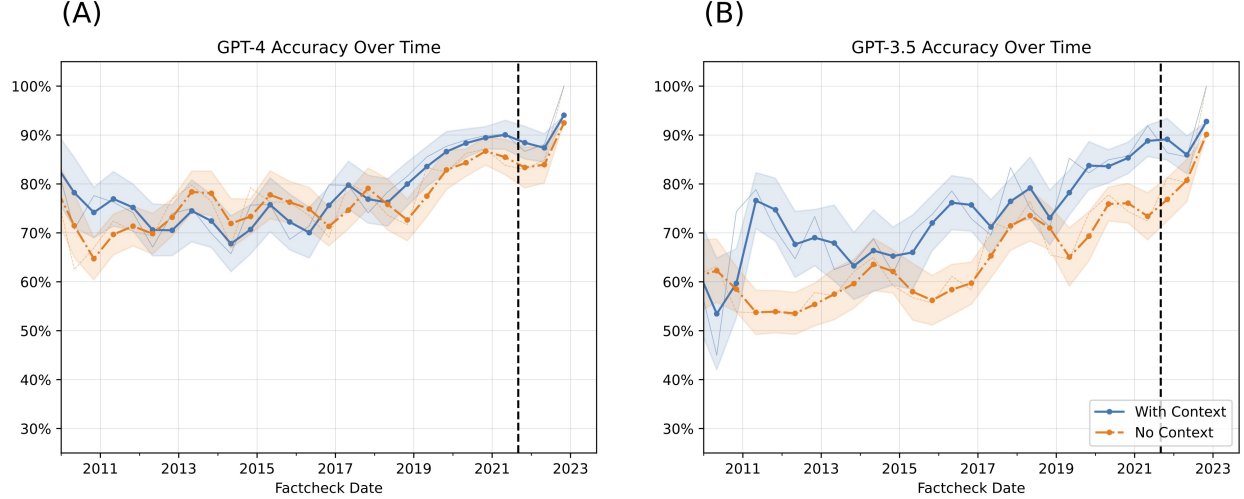 (A)
GPT-4 Accuracy Over Time
100%
90%
80%
70%
60%
50%
40%
30%
2011 2013 2015 2017 2019 2021 2023
Factcheck Date
(B)
GPT-3.5 Accuracy Over Time
100%
90%
80%
70%
60%
50%
40%
30%
With Context
No Context
2011 2013 2015 2017 2019 2021 2023
Factcheck Date